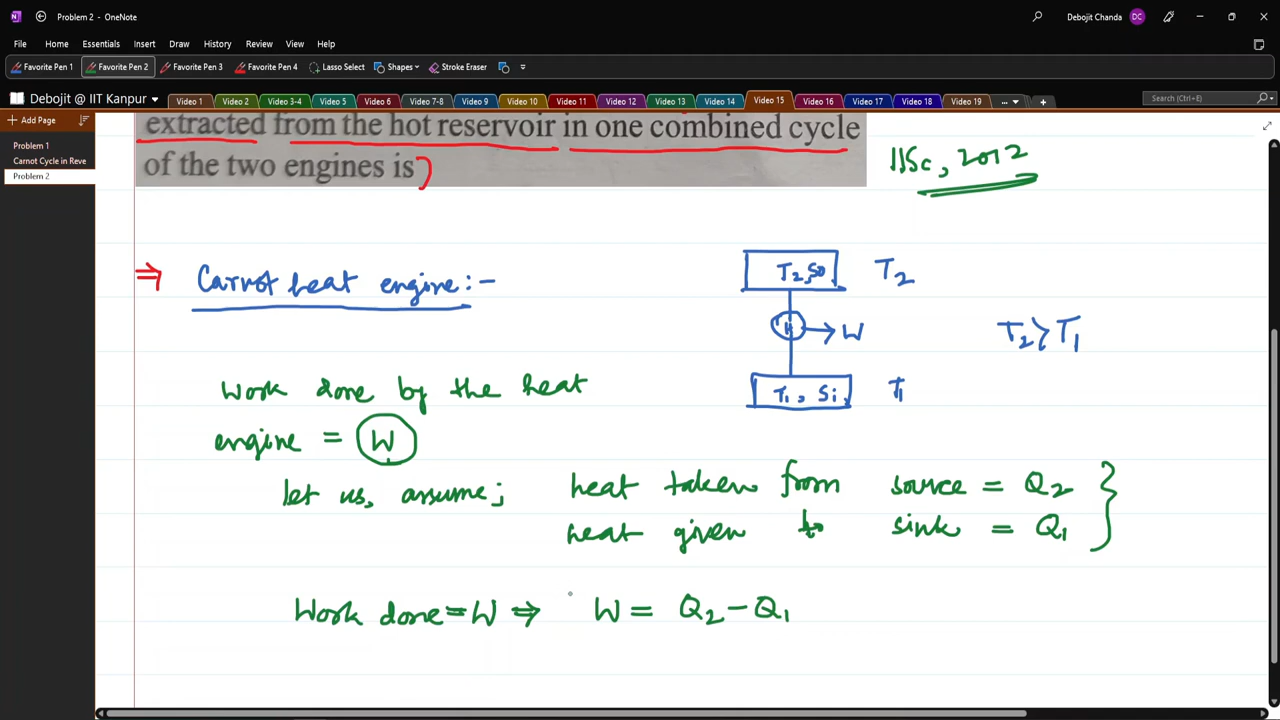 Problem 2 - OneNote
Debojit Chanda DC
File Home Essentials Insert Draw History Review View Help
Favorite Pen 1 Favorite Pen 2 Favorite Pen 3 Favorite Pen 4 Lasso Select Shapes Stroke Eraser
Debojit @ IIT Kanpur Video 1 Video 2 Video 3-4 Video 5 Video 6 Video 7-8 Video 9 Video 10 Video 11 Video 12 Video 13 Video 14 Video 15 Video 16 Video 17 Video 18 Video 19 ... Search (Ctrl+E)
Add Page
Problem 1
Carnot Cycle in Reve
Problem 2
extracted from the hot reservoir in one combined cycle
of the two engines is)
IISc, 2012
⇒ Carnot heat engine:-
T2, So T2
H → W T2 > T1
T1, Si T1
Work done by the heat
engine = W
let us, assume; heat taken from source = Q2
heat given to sink = Q1
Work done = W ⇒ W = Q2 - Q1